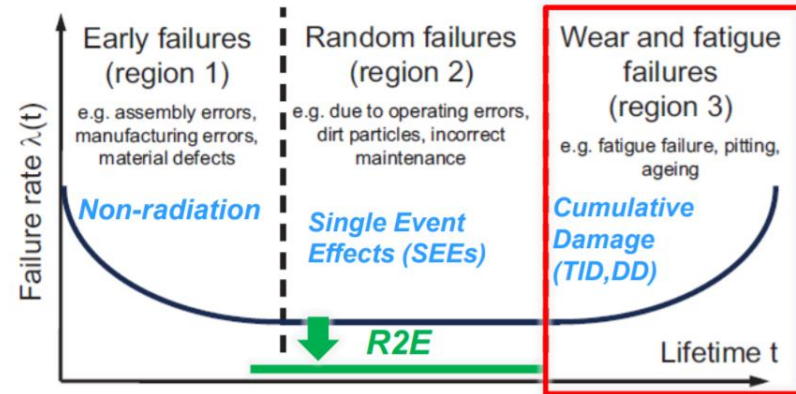 Failure rate λ(t)
Early failures
(region 1)
e.g. assembly errors,
manufacturing errors,
material defects
Non-radiation
Random failures
(region 2)
e.g. due to operating errors,
dirt particles, incorrect
maintenance
Single Event
Effects (SEEs)
R2E
Wear and fatigue
failures
(region 3)
e.g. fatigue failure, pitting,
ageing
Cumulative
Damage
(TID,DD)
Lifetime t